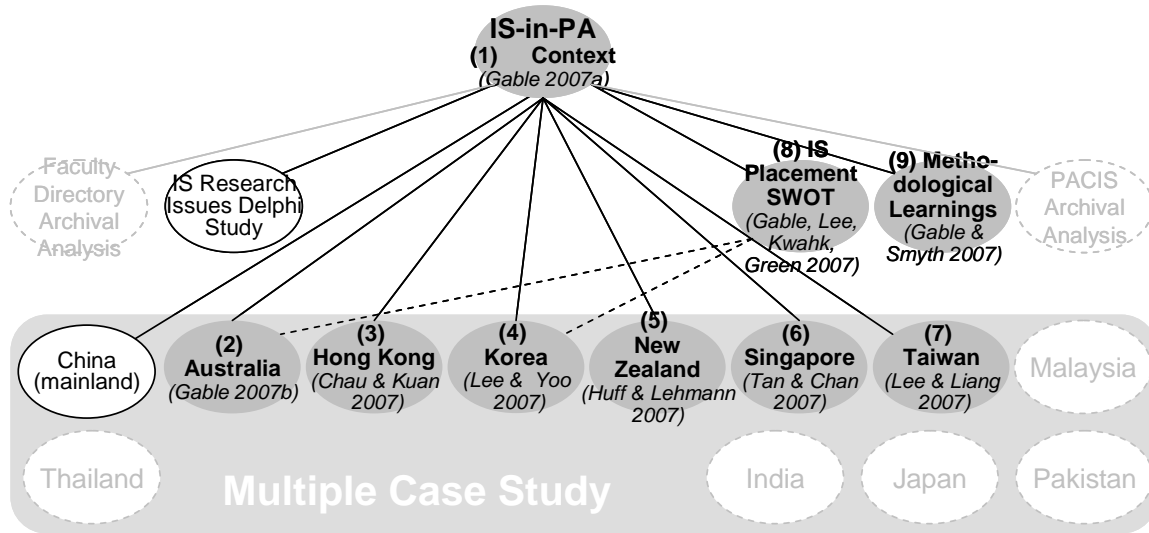 IS-in-PA
(1) Context
(Gable 2007a)
Faculty
Directory
Archival
Analysis
IS Research
Issues Delphi
Study
(8) IS
Placement
SWOT
(Gable, Lee,
Kwahk,
Green 2007)
(9) Metho-
dological
Learnings
(Gable &
Smyth 2007)
PACIS
Archival
Analysis
China
(mainland)
(2)
Australia
(Gable 2007b)
(3)
Hong Kong
(Chau & Kuan
2007)
(4)
Korea
(Lee & Yoo
2007)
(5)
New
Zealand
(Huff & Lehmann
2007)
(6)
Singapore
(Tan & Chan
2007)
(7)
Taiwan
(Lee & Liang
2007)
Malaysia
Thailand
Multiple Case Study
India
Japan
Pakistan